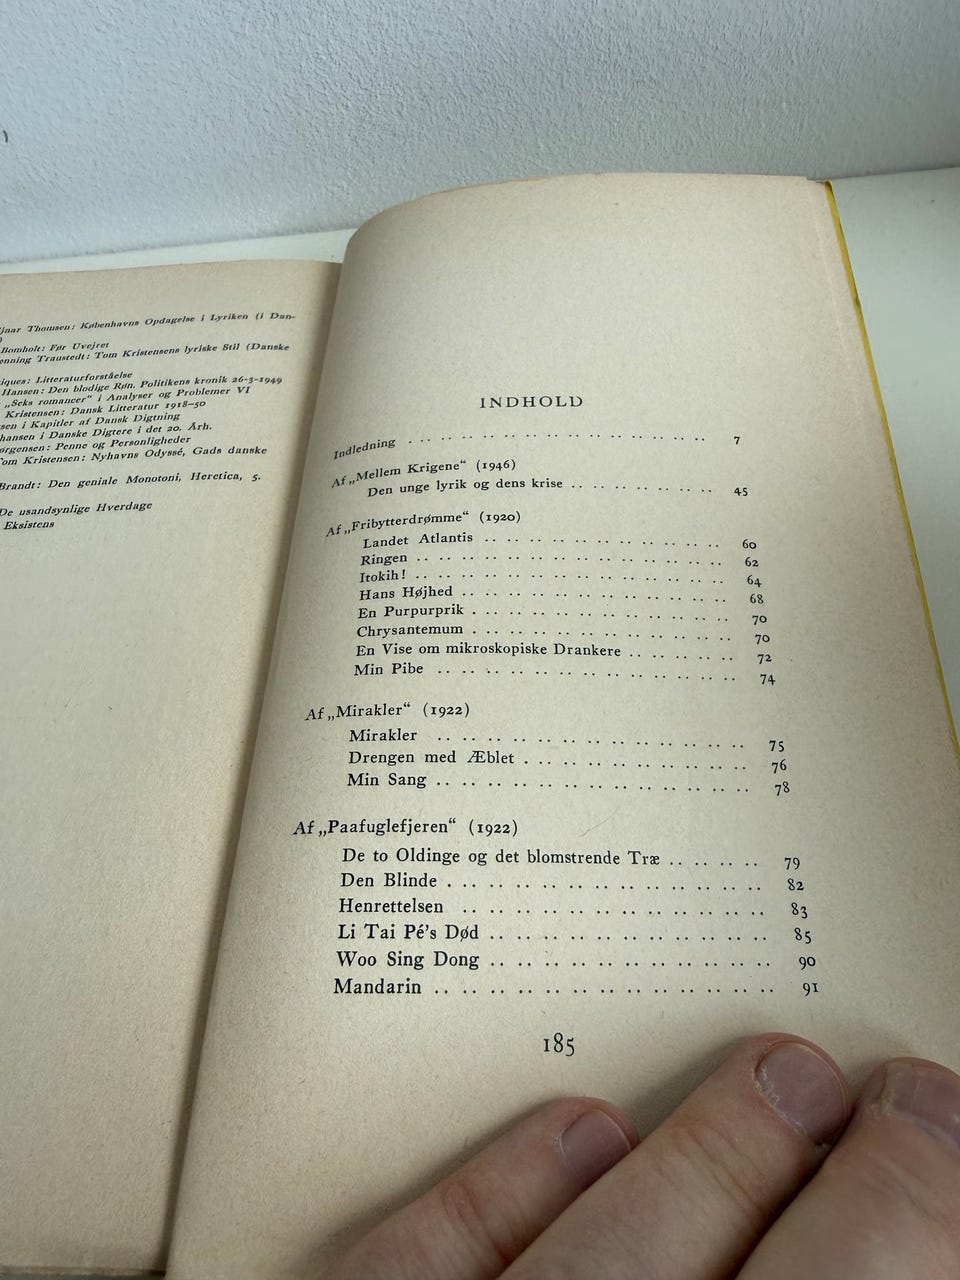 Thomsen: Københavns Opdagelse i Lyriken (i Dan-
Bomholt: Før Uvejret
Traustedt: Tom Kristensens lyriske Stil (Danske
Litteraturforståelse
Hansen: Den blodige Røn. Politikens kronik 26-3-1949
„Seks romancer“ i Analyser og Problemer VI
Kristensen: Dansk Litteratur 1918–50
i Kapitler af Dansk Digtning
i Danske Digtere i det 20. Arh.
Penne og Personligheder
Kristensen: Nyhavns Odyssé, Gads danske
Brandt: Den geniale Monotoni, Heretica, 5.
De usandsynlige Hverdage
Eksistens
INDHOLD
Indledning .. .. .. .. .. .. .. .. .. .. .. .. .. .. 7
Af „Mellem Krigene“ (1946)
Den unge lyrik og dens krise .. .. .. .. .. .. .. 45
Af „Fribytterdrømme“ (1920)
Landet Atlantis .. .. .. .. .. .. .. .. .. .. .. 60
Ringen .. .. .. .. .. .. .. .. .. .. .. .. .. .. 62
Itokih! .. .. .. .. .. .. .. .. .. .. .. .. .. .. 64
Hans Højhed .. .. .. .. .. .. .. .. .. .. .. .. 68
En Purpurprik . .. .. .. .. .. .. .. .. .. .. .. 70
Chrysantemum . .. .. .. .. .. .. .. .. .. .. .. 70
En Vise om mikroskopiske Drankere .. .. .. .. .. 72
Min Pibe .. .. .. .. .. .. .. .. .. .. .. .. .. 74
Af „Mirakler“ (1922)
Mirakler .. .. .. .. .. .. .. .. .. .. .. .. .. 75
Drengen med Æblet . .. .. .. .. .. .. .. .. .. 76
Min Sang .. .. .. .. .. .. .. .. .. .. .. .. .. 78
Af „Paafuglefjeren“ (1922)
De to Oldinge og det blomstrende Træ .. .. .. .. 79
Den Blinde . .. .. .. .. .. .. .. .. .. .. .. .. 82
Henrettelsen .. .. .. .. .. .. .. .. .. .. .. .. 83
Li Tai Pé's Død .. .. .. .. .. .. .. .. .. .. .. 85
Woo Sing Dong .. .. .. .. .. .. .. .. .. .. .. 90
Mandarin .. .. .. .. .. .. .. .. .. .. .. .. .. 91
185